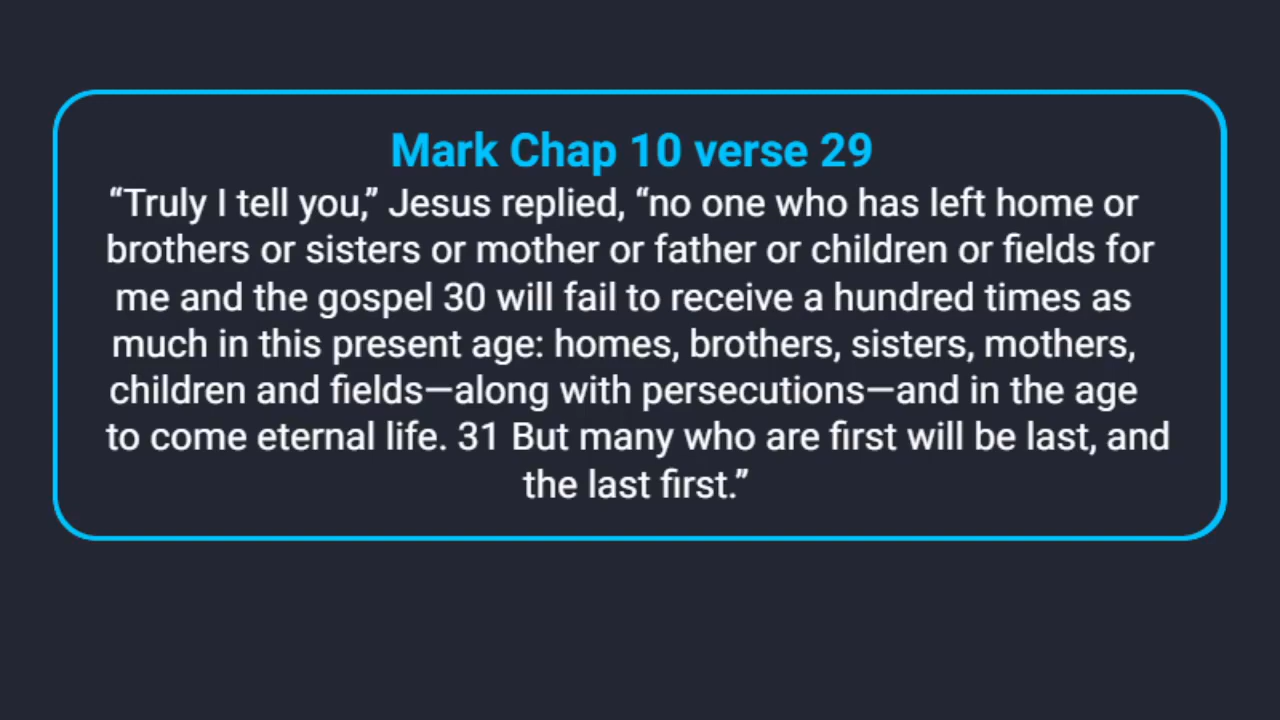 Mark Chap 10 verse 29
“Truly I tell you,” Jesus replied, “no one who has left home or
brothers or sisters or mother or father or children or fields for
me and the gospel 30 will fail to receive a hundred times as
much in this present age: homes, brothers, sisters, mothers,
children and fields—along with persecutions—and in the age
to come eternal life. 31 But many who are first will be last, and
the last first.”